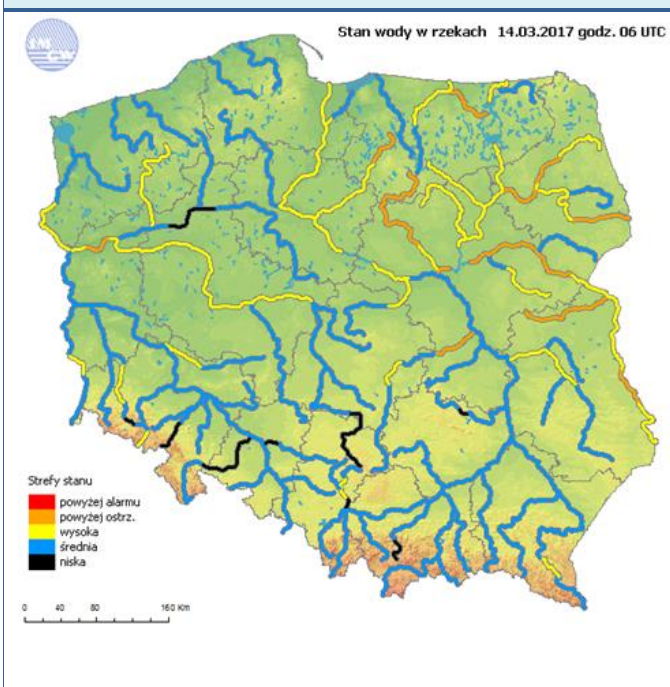 Stan wody w rzekach 14.03.2017 godz. 06 UTC
Strefy stanu
powyżej alarmu
powyżej ostrz.
wysoka
średnia
niska
0 40 80 160 Km